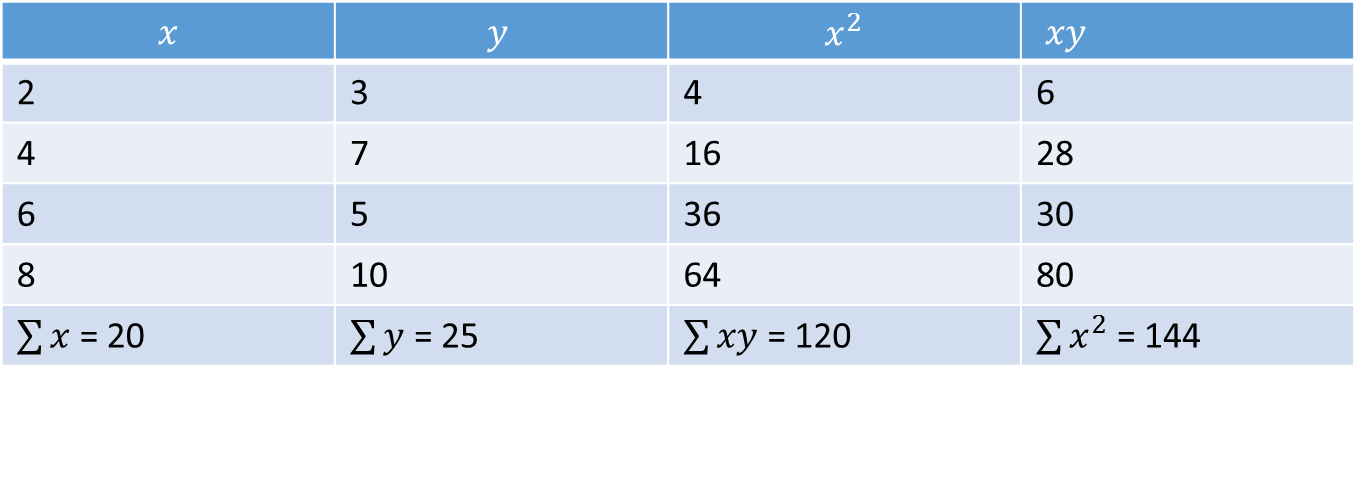 x y x² xy
2 3 4 6
4 7 16 28
6 5 36 30
8 10 64 80
∑ x = 20 ∑ y = 25 ∑ xy = 120 ∑ x² = 144